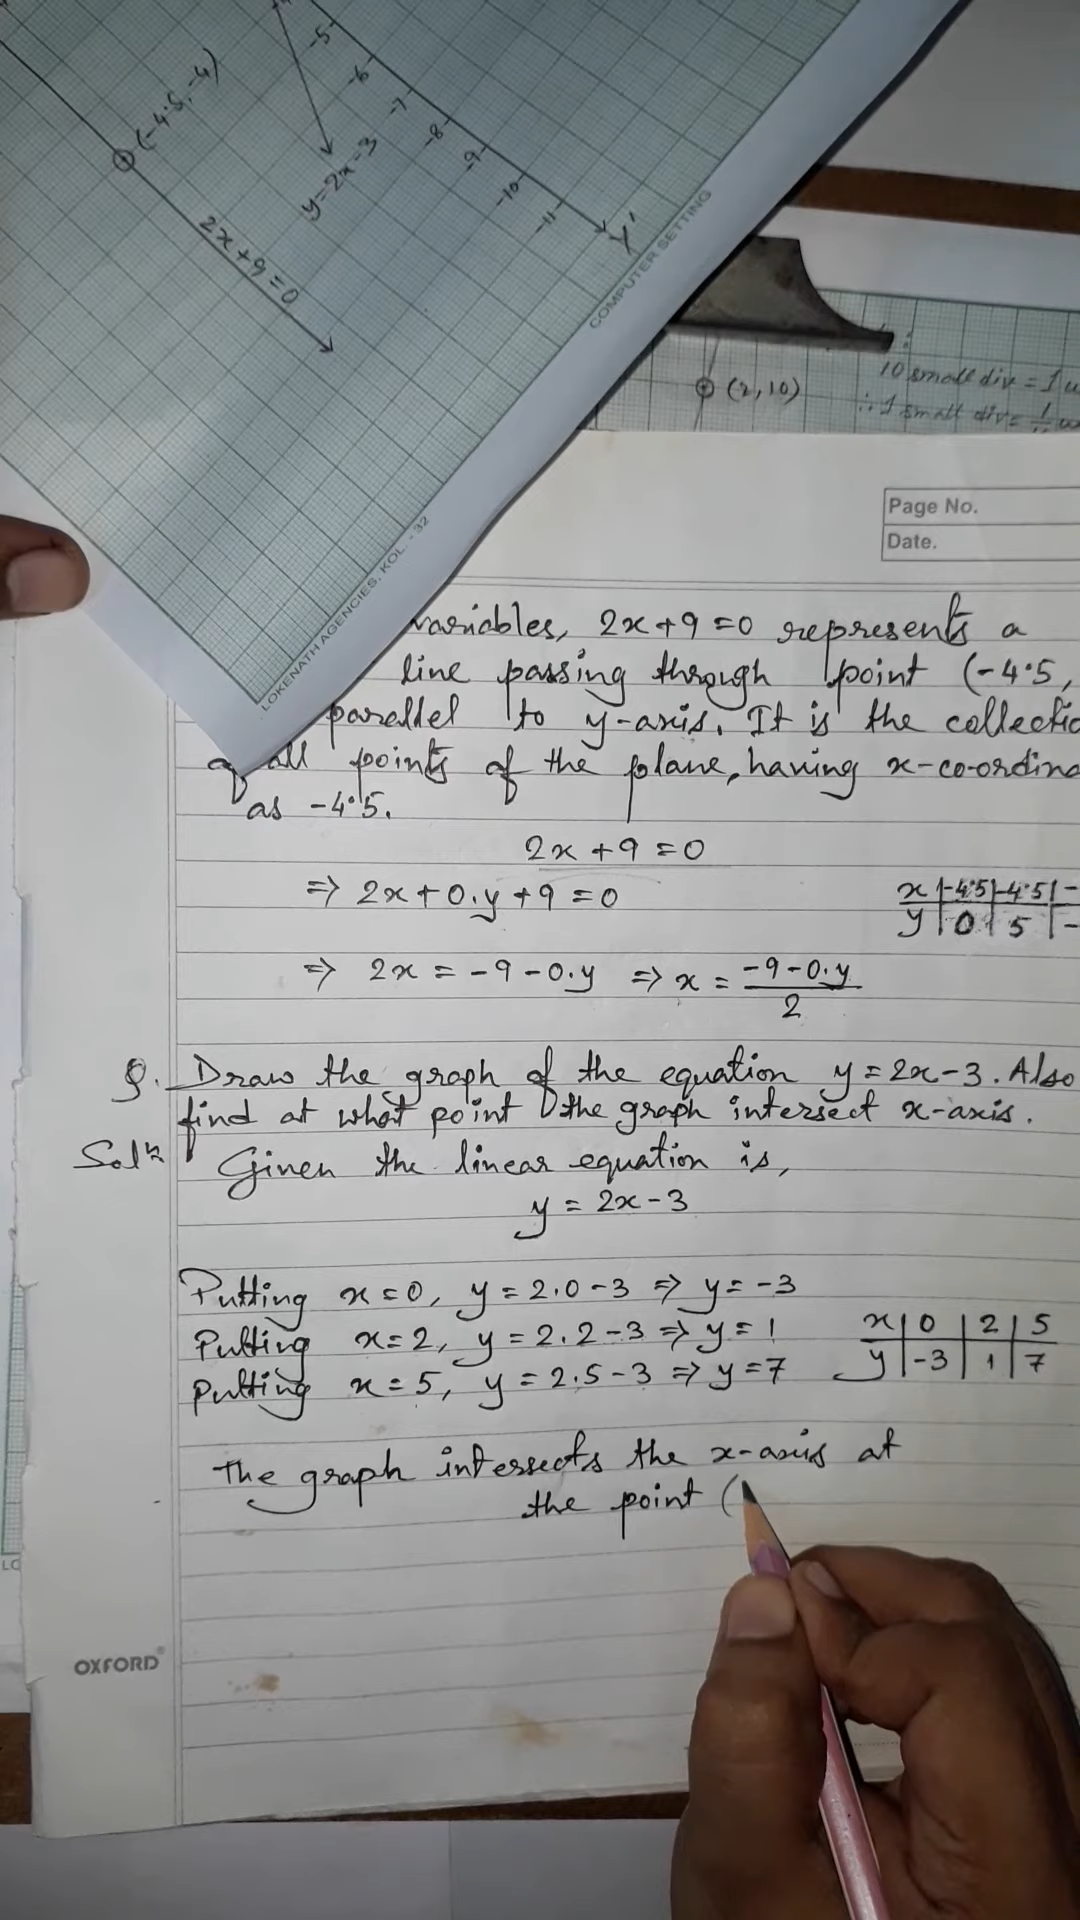 -5
-6
-7
-8
-9
-10
-11
Y'
(-4.5, -4)
y=2x-3
2x+9=0
COMPUTER SETTING
LOKENATH AGENCIES, KOL. - 32
(2,10)
10 small div = 1
∴ 1 small div =
Page No.
Date.
variables, 2x+9=0 represents a
line passing through point (-4.5,
parallel to y-axis. It is the collectio
of all points of the plane, having x-co-ordina
as -4.5.
2x+9=0
=> 2x+0.y+9=0
x -4.5 -4.5 -
y 0 5 -
=> 2x = -9-0.y => x = -9-0.y
2
Q. Draw the graph of the equation y=2x-3. Also
find at what point the graph intersect x-axis.
Solⁿ Given the linear equation is,
y = 2x-3
Putting x=0, y=2.0-3 => y=-3
Putting x=2, y=2.2-3 => y=1
Putting x=5, y=2.5-3 => y=7
x 0 2 5
y -3 1 7
The graph intersects the x-axis at
the point (
OXFORD